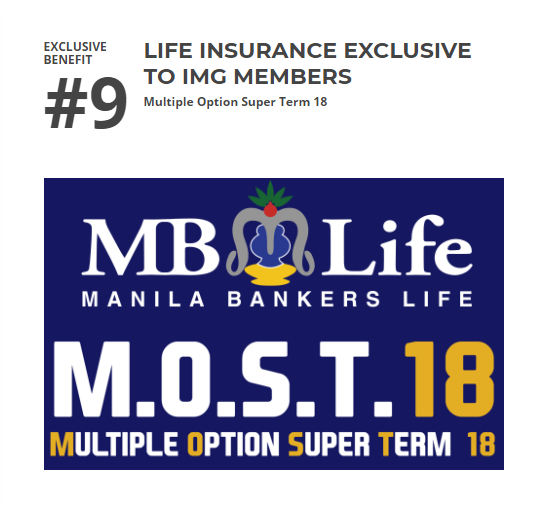 EXCLUSIVE
BENEFIT
#9
LIFE INSURANCE EXCLUSIVE
TO IMG MEMBERS
Multiple Option Super Term 18
MB Life
MANILA BANKERS LIFE
M.O.S.T.18
MULTIPLE OPTION SUPER TERM 18